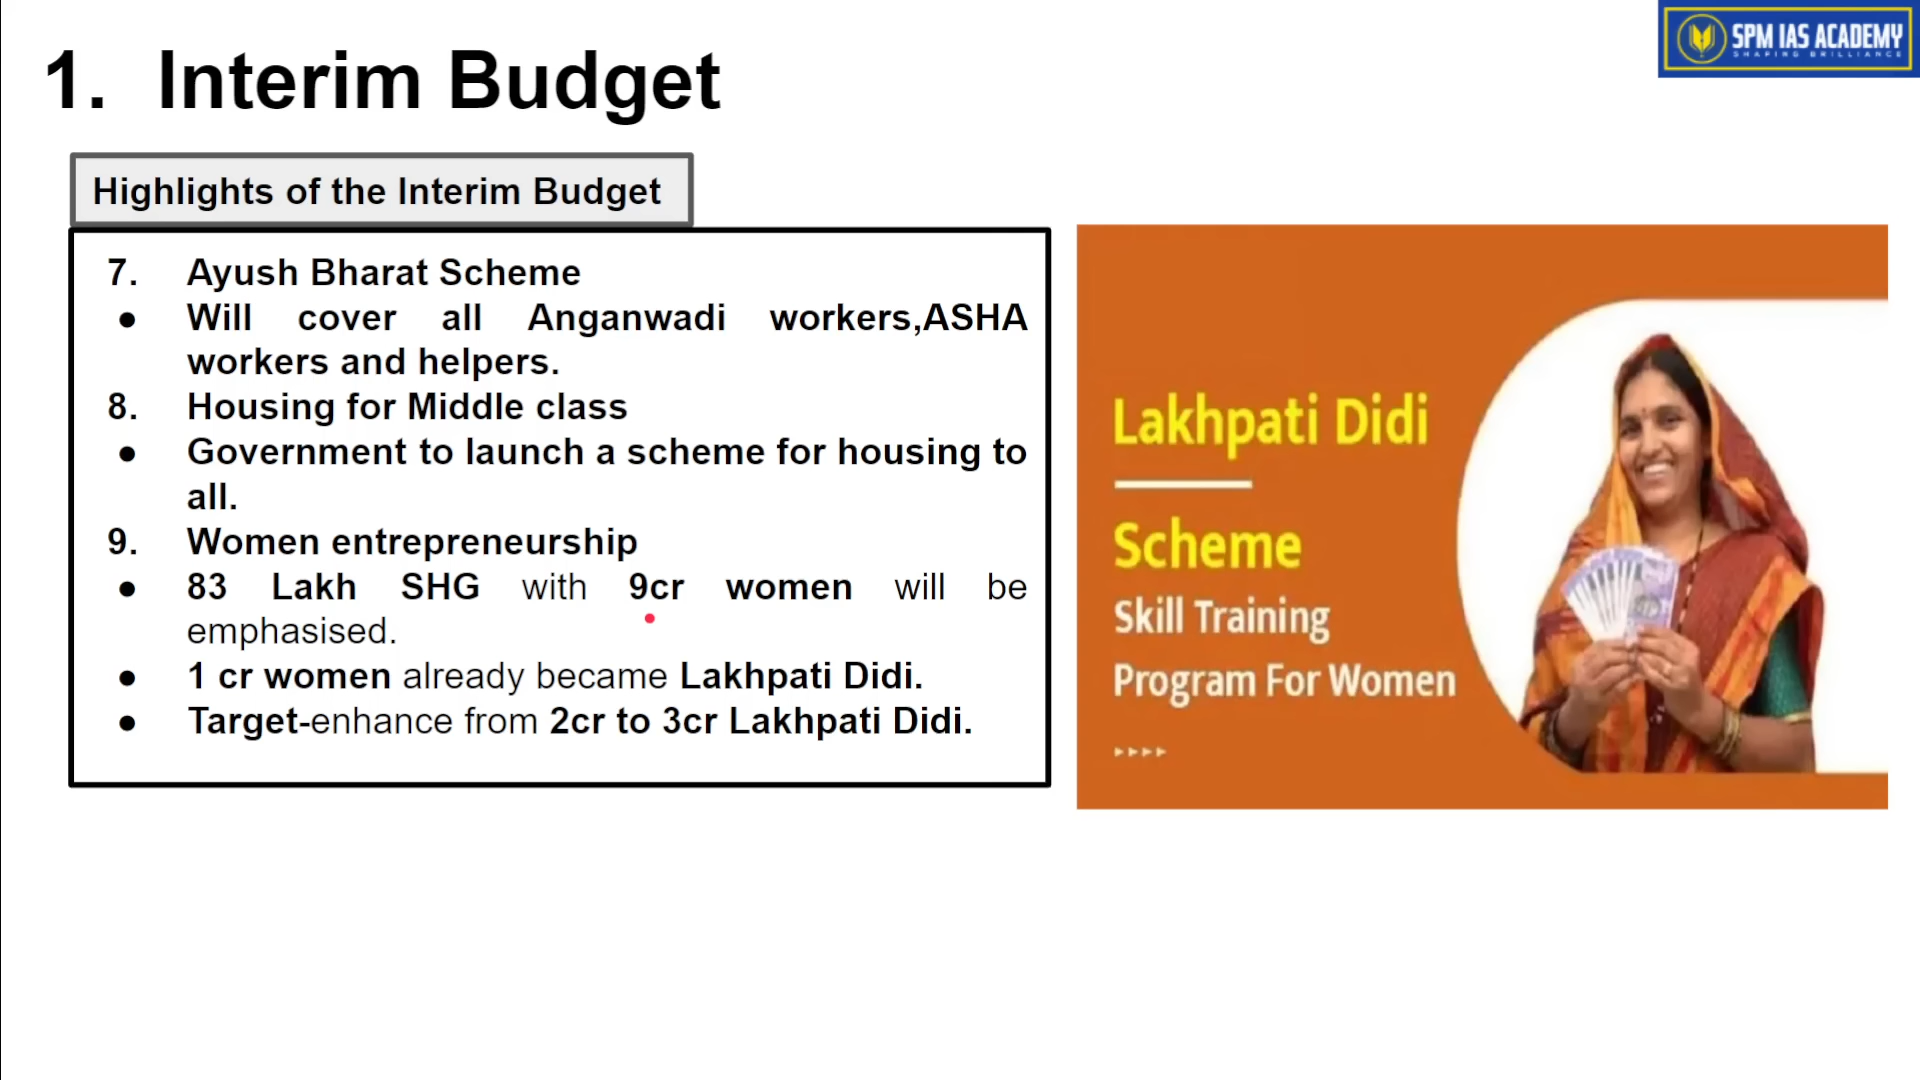 SPM IAS ACADEMY
SHAPING BRILLIANCE
1. Interim Budget
Highlights of the Interim Budget
7. Ayush Bharat Scheme
● Will cover all Anganwadi workers,ASHA
workers and helpers.
8. Housing for Middle class
● Government to launch a scheme for housing to
all.
9. Women entrepreneurship
● 83 Lakh SHG with 9cr women will be
emphasised.
● 1 cr women already became Lakhpati Didi.
● Target-enhance from 2cr to 3cr Lakhpati Didi.
Lakhpati Didi
Scheme
Skill Training
Program For Women